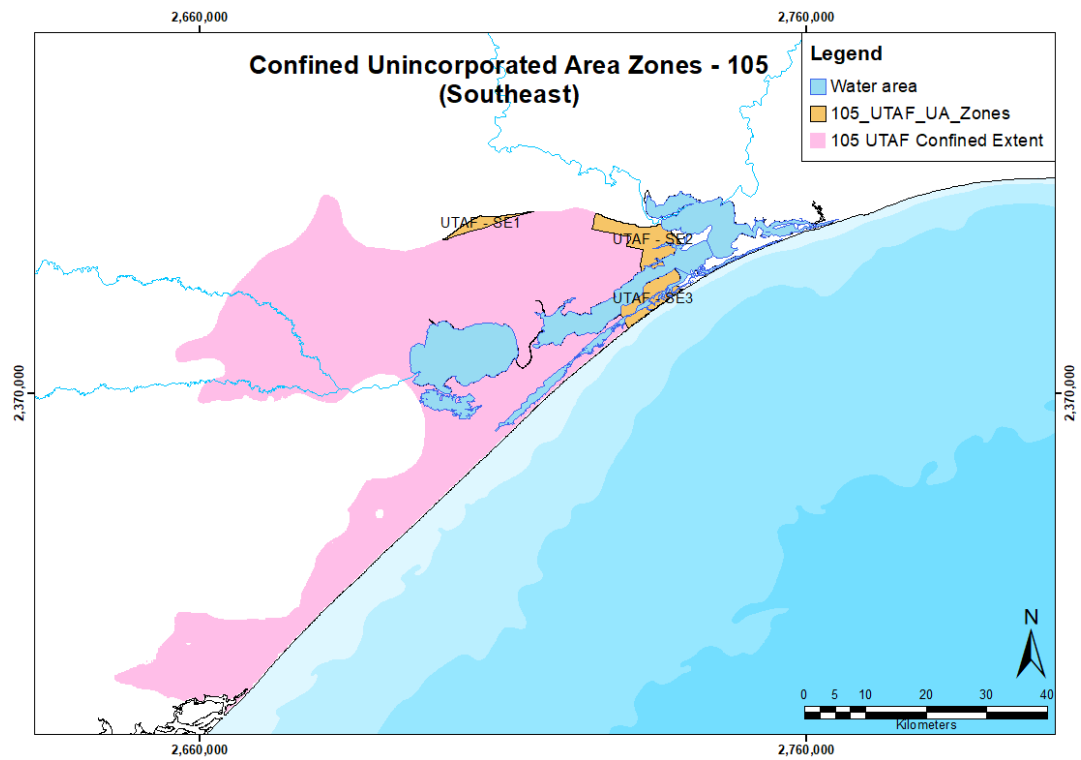 2,660,000
2,760,000
Confined Unincorporated Area Zones - 105
(Southeast)
Legend
Water area
105_UTAF_UA_Zones
105 UTAF Confined Extent
UTAF - SE1
UTAF - SE2
UTAF - SE3
2,370,000
2,370,000
N
0 5 10 20 30 40
Kilometers
2,660,000
2,760,000